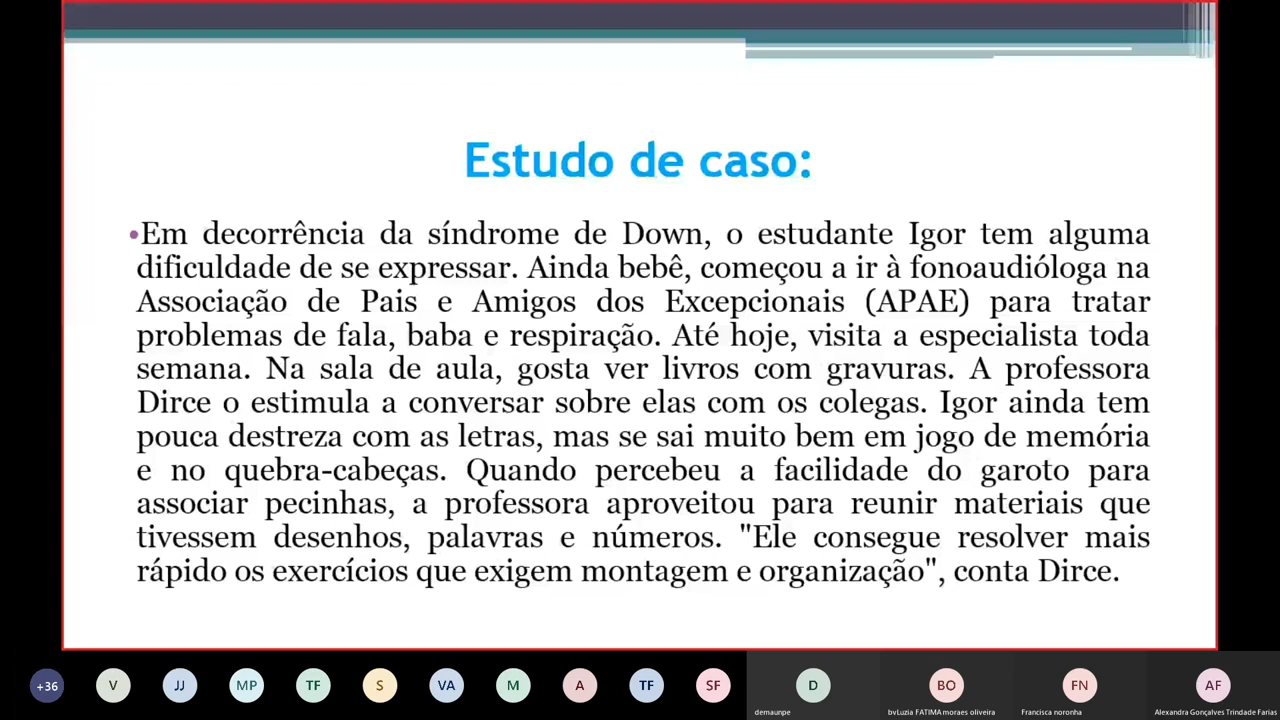 Estudo de caso:
•Em decorrência da síndrome de Down, o estudante Igor tem alguma
dificuldade de se expressar. Ainda bebê, começou a ir à fonoaudióloga na
Associação de Pais e Amigos dos Excepcionais (APAE) para tratar
problemas de fala, baba e respiração. Até hoje, visita a especialista toda
semana. Na sala de aula, gosta ver livros com gravuras. A professora
Dirce o estimula a conversar sobre elas com os colegas. Igor ainda tem
pouca destreza com as letras, mas se sai muito bem em jogo de memória
e no quebra-cabeças. Quando percebeu a facilidade do garoto para
associar pecinhas, a professora aproveitou para reunir materiais que
tivessem desenhos, palavras e números. "Ele consegue resolver mais
rápido os exercícios que exigem montagem e organização", conta Dirce.
+36 V JJ MP TF S VA M A TF SF D BO FN AF
demaunpe bvLuzia FATIMA moraes oliveira Francisca noronha Alexandra Gonçalves Trindade Farias